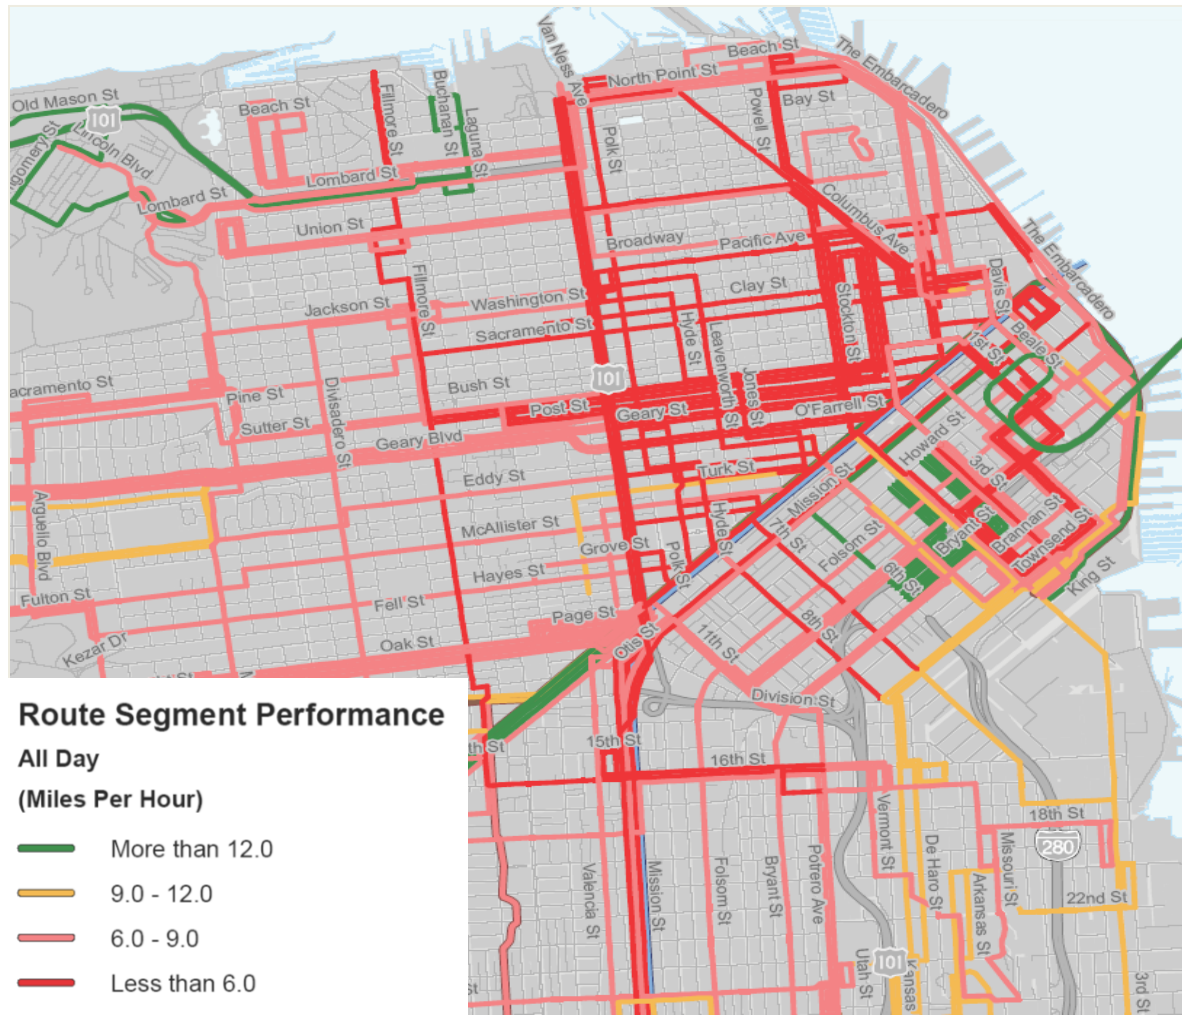 Van Ness Ave
Beach St
The Embarcadero
North Point St
Old Mason St
101
Beach St
Fillmore St
Buchanan St
Laguna St
Polk St
Powell St
Bay St
Lincoln Blvd
Lombard St
Lombard St
Union St
Broadway
Pacific Ave
Columbus Ave
The Embarcadero
Fillmore St
Jackson St
Washington St
Clay St
Stockton St
Davis St
Sacramento St
Hyde St
Leavenworth St
1st St
Beale St
acramento St
Pine St
Divisadero St
Bush St
101
Post St
Geary St
Jones St
O'Farrell St
Sutter St
Geary Blvd
Howard St
Arguello Blvd
Eddy St
Turk St
Mission St
3rd St
McAllister St
Hyde St
7th St
Folsom St
Bryant St
Brannan St
Townsend St
Grove St
Polk St
Hayes St
6th St
King St
Fulton St
Fell St
Page St
Kezar Dr
Oak St
Otis St
11th St
8th St
Division St
Route Segment Performance
All Day
(Miles Per Hour)
More than 12.0
9.0 - 12.0
6.0 - 9.0
Less than 6.0
th St
15th St
16th St
18th St
280
Valencia St
Mission St
Folsom St
Bryant St
Potrero Ave
Vermont St
De Haro St
Arkansas St
Missouri St
22nd St
Utah St
101
Kansas
3rd St